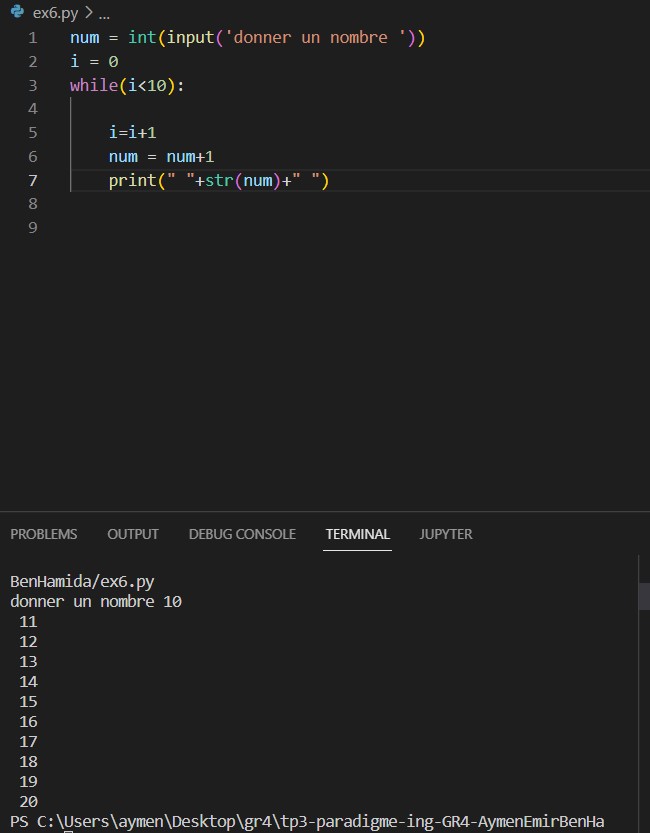 ex6.py > ...
1 num = int(input('donner un nombre '))
2 i = 0
3 while(i<10):
4
5 i=i+1
6 num = num+1
7 print(" "+str(num)+" ")
8
9
PROBLEMS OUTPUT DEBUG CONSOLE TERMINAL JUPYTER
BenHamida/ex6.py
donner un nombre 10
11
12
13
14
15
16
17
18
19
20
PS C:\Users\aymen\Desktop\gr4\tp3-paradigme-ing-GR4-AymenEmirBenHa